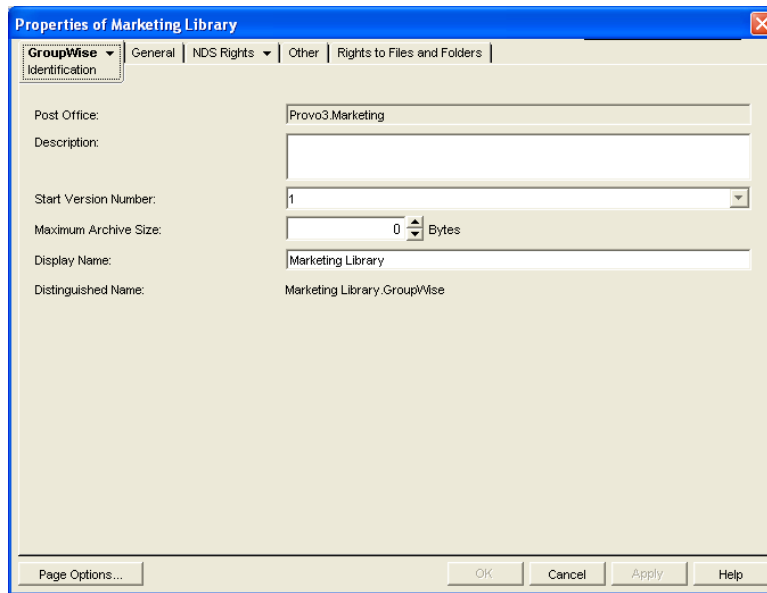 Properties of Marketing Library
GroupWise General NDS Rights Other Rights to Files and Folders
Identification
Post Office: Provo3.Marketing
Description:
Start Version Number: 1
Maximum Archive Size: 0 Bytes
Display Name: Marketing Library
Distinguished Name: Marketing Library.GroupWise
Page Options... OK Cancel Apply Help